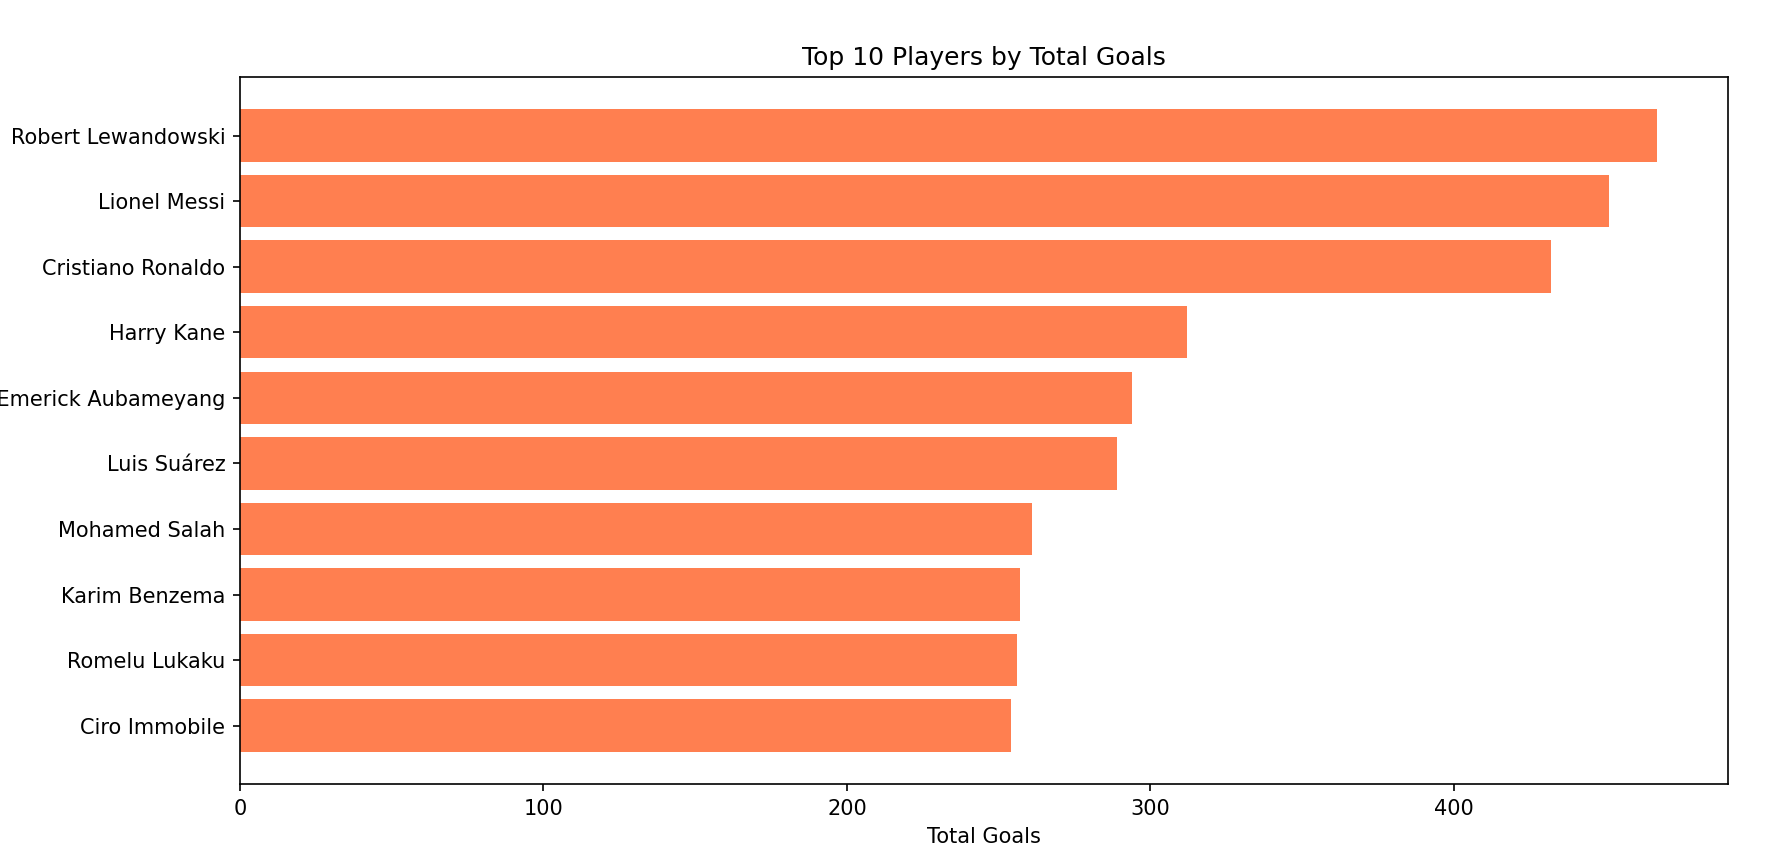 Top 10 Players by Total Goals
Robert Lewandowski
Lionel Messi
Cristiano Ronaldo
Harry Kane
Emerick Aubameyang
Luis Suárez
Mohamed Salah
Karim Benzema
Romelu Lukaku
Ciro Immobile
0 100 200 300 400
Total Goals